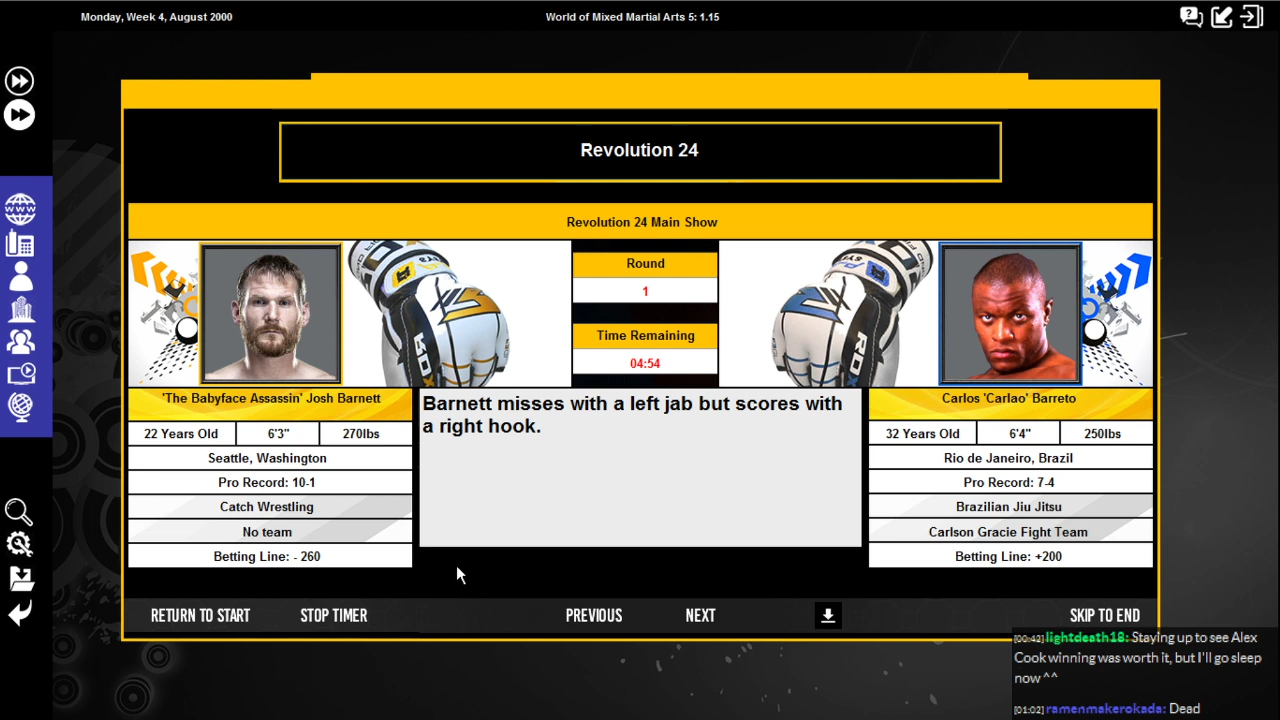 Monday, Week 4, August 2000
World of Mixed Martial Arts 5: 1.15
Revolution 24
Revolution 24 Main Show
Round
1
Time Remaining
04:54
'The Babyface Assassin' Josh Barnett
22 Years Old
6'3"
270lbs
Seattle, Washington
Pro Record: 10-1
Catch Wrestling
No team
Betting Line: - 260
Barnett misses with a left jab but scores with
a right hook.
Carlos 'Carlao' Barreto
32 Years Old
6'4"
250lbs
Rio de Janeiro, Brazil
Pro Record: 7-4
Brazilian Jiu Jitsu
Carlson Gracie Fight Team
Betting Line: +200
RETURN TO START
STOP TIMER
PREVIOUS
NEXT
SKIP TO END
[00:42] lightdeath18: Staying up to see Alex
Cook winning was worth it, but I'll go sleep
now ^^
[01:02] ramenmakerokada: Dead